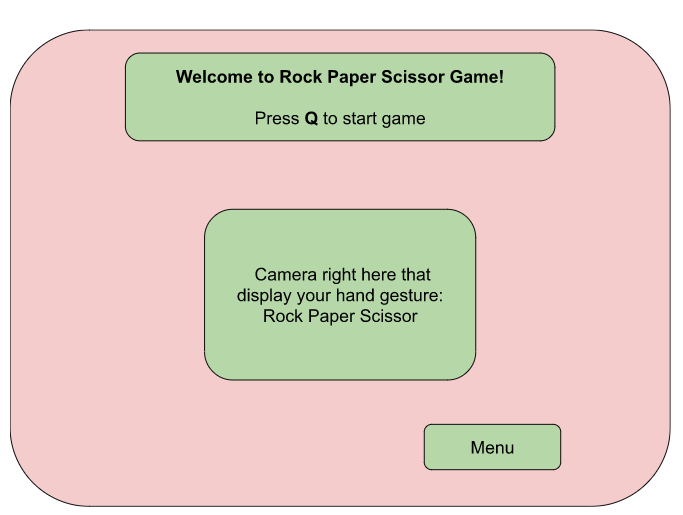 Welcome to Rock Paper Scissor Game!
Press Q to start game
Camera right here that
display your hand gesture:
Rock Paper Scissor
Menu